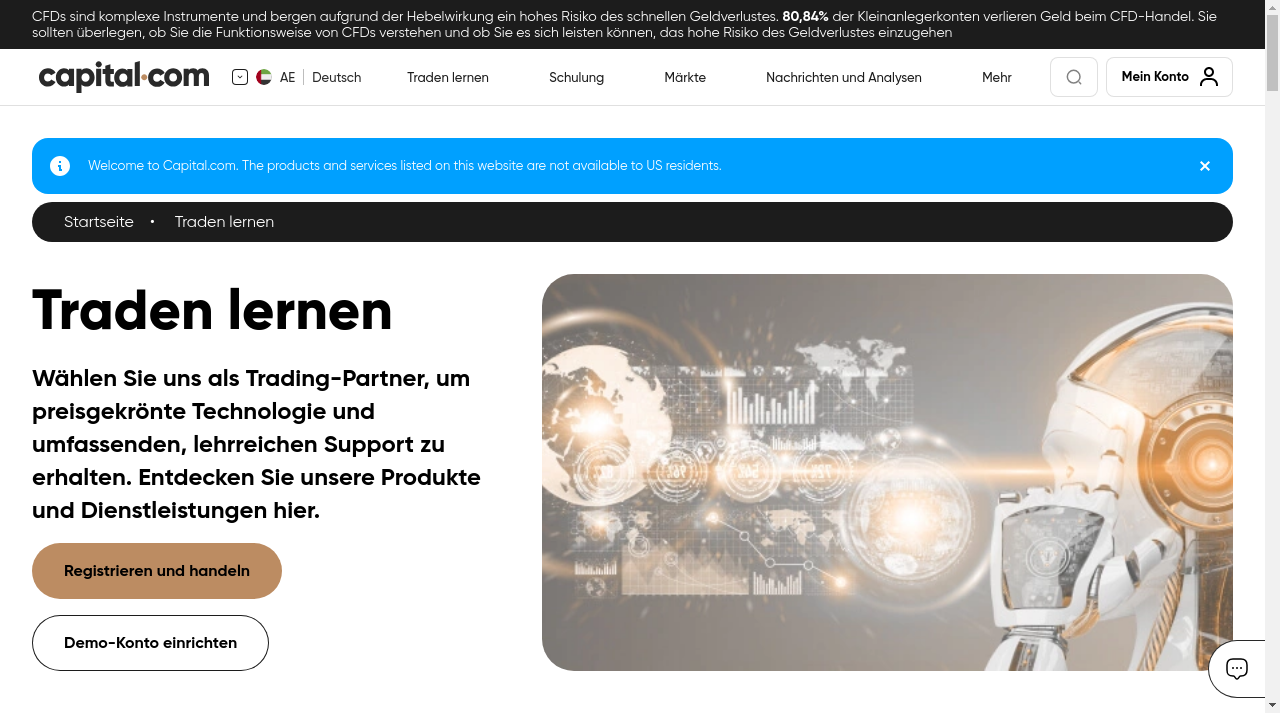 CFDs sind komplexe Instrumente und bergen aufgrund der Hebelwirkung ein hohes Risiko des schnellen Geldverlustes. 80,84% der Kleinanlegerkonten verlieren Geld beim CFD-Handel. Sie
sollten überlegen, ob Sie die Funktionsweise von CFDs verstehen und ob Sie es sich leisten können, das hohe Risiko des Geldverlustes einzugehen
capital.com
AE Deutsch
Traden lernen
Schulung
Märkte
Nachrichten und Analysen
Mehr
Mein Konto
Welcome to Capital.com. The products and services listed on this website are not available to US residents.
Startseite • Traden lernen
Traden lernen
Wählen Sie uns als Trading-Partner, um
preisgekrönte Technologie und
umfassenden, lehrreichen Support zu
erhalten. Entdecken Sie unsere Produkte
und Dienstleistungen hier.
Registrieren und handeln
Demo-Konto einrichten